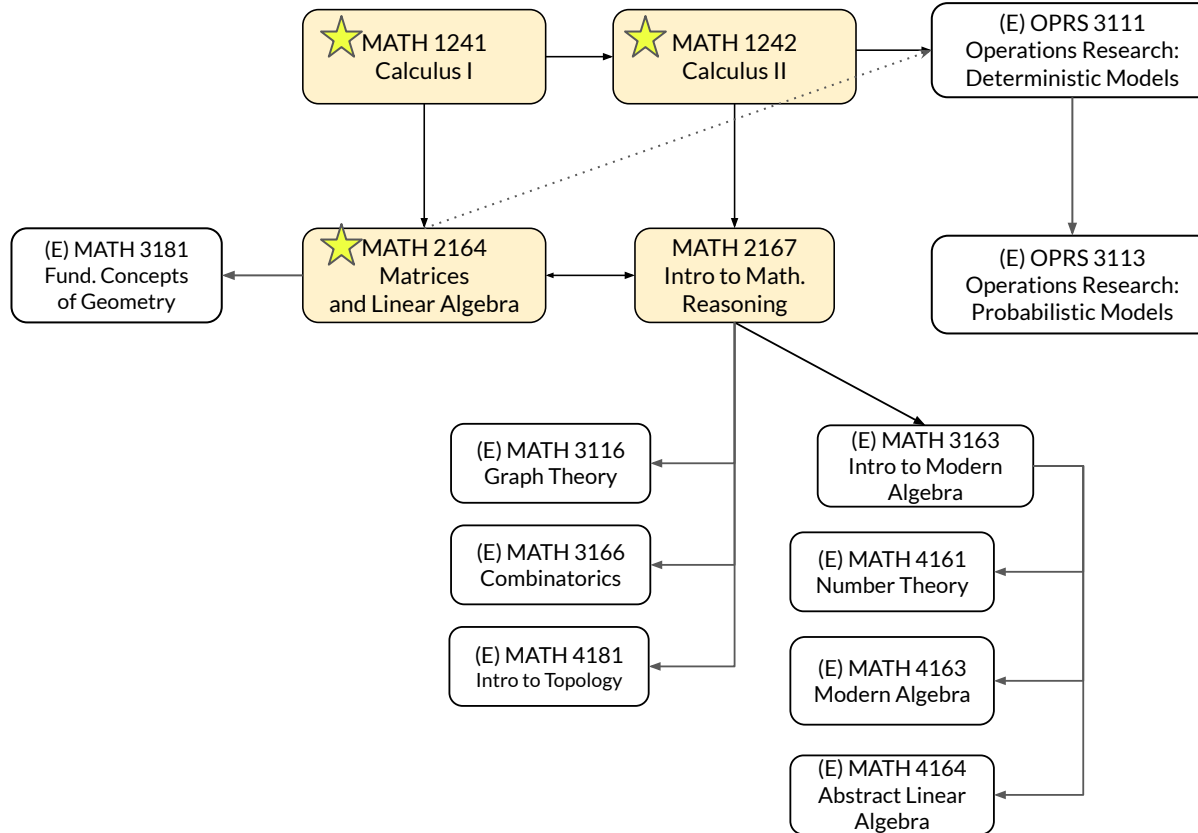 MATH 1241
Calculus I
MATH 1242
Calculus II
(E) OPRS 3111
Operations Research:
Deterministic Models
(E) MATH 3181
Fund. Concepts
of Geometry
MATH 2164
Matrices
and Linear Algebra
MATH 2167
Intro to Math.
Reasoning
(E) OPRS 3113
Operations Research:
Probabilistic Models
(E) MATH 3116
Graph Theory
(E) MATH 3163
Intro to Modern
Algebra
(E) MATH 3166
Combinatorics
(E) MATH 4161
Number Theory
(E) MATH 4181
Intro to Topology
(E) MATH 4163
Modern Algebra
(E) MATH 4164
Abstract Linear
Algebra